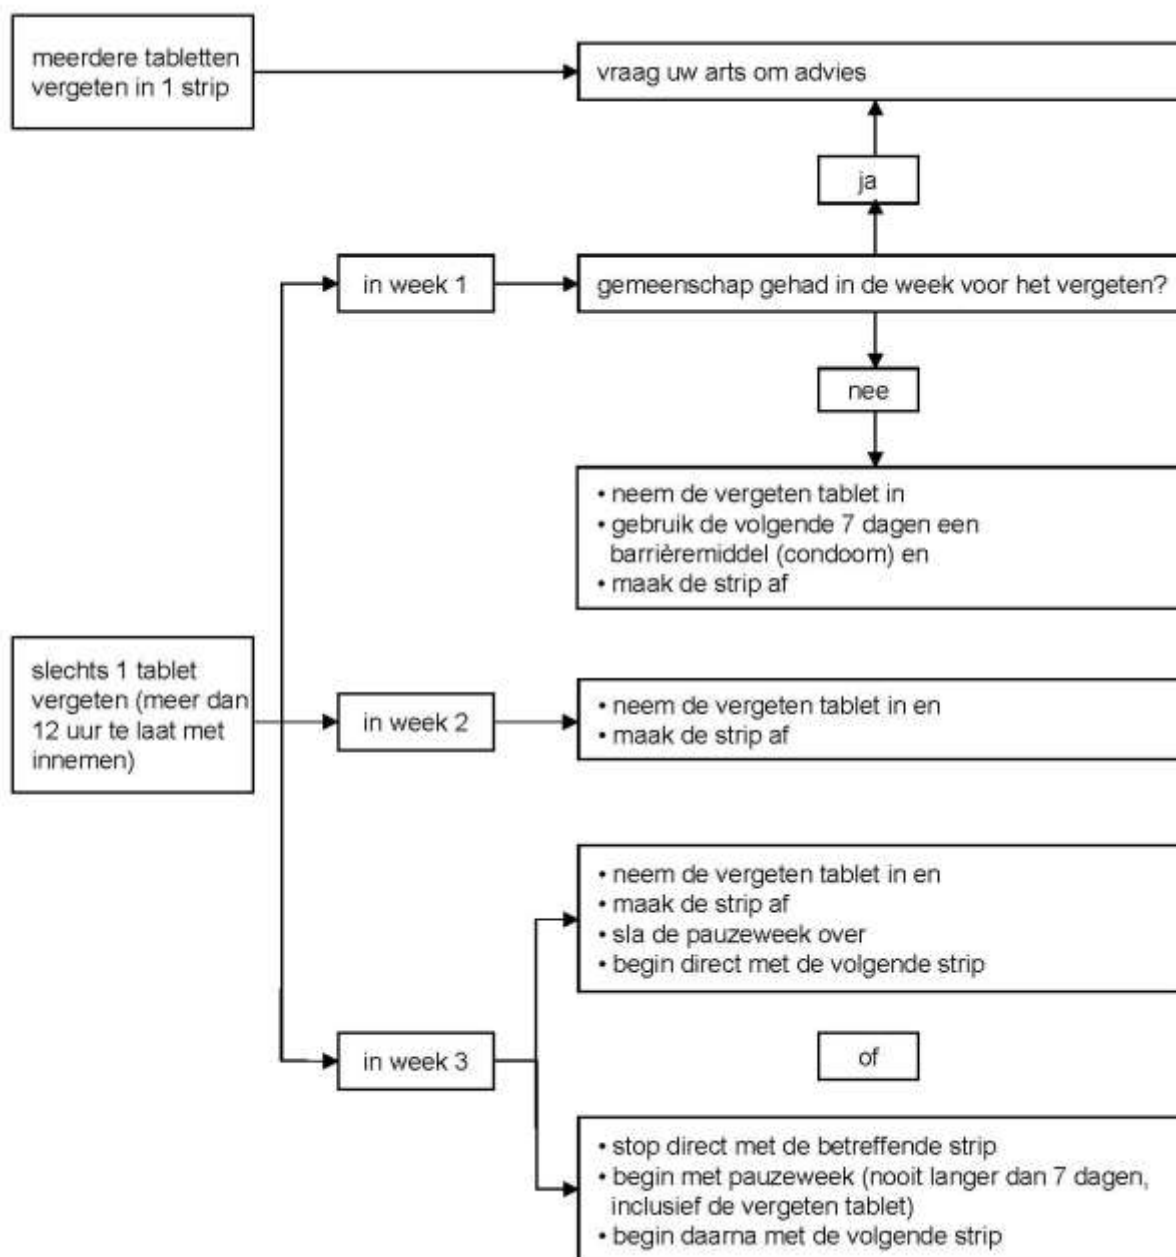 meerdere tabletten
vergeten in 1 strip
vraag uw arts om advies
ja
in week 1
gemeenschap gehad in de week voor het vergeten?
nee
• neem de vergeten tablet in
• gebruik de volgende 7 dagen een
barrièremiddel (condoom) en
• maak de strip af
slechts 1 tablet
vergeten (meer dan
12 uur te laat met
innemen)
in week 2
• neem de vergeten tablet in en
• maak de strip af
in week 3
• neem de vergeten tablet in en
• maak de strip af
• sla de pauzeweek over
• begin direct met de volgende strip
of
• stop direct met de betreffende strip
• begin met pauzeweek (nooit langer dan 7 dagen,
inclusief de vergeten tablet)
• begin daarna met de volgende strip